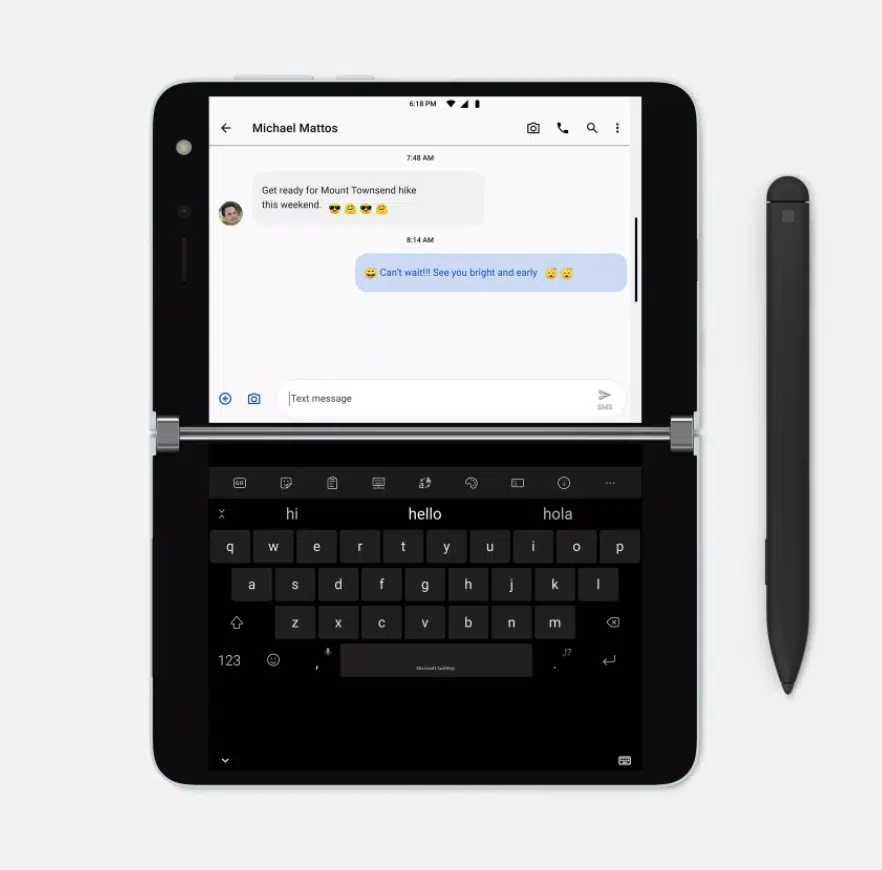 6:18 PM
Michael Mattos
7:48 AM
Get ready for Mount Townsend hike
this weekend. 😎 🤗 😎 🤗
8:14 AM
😀 Can't wait!!! See you bright and early 😴 😴
Text message
SMS
GIF
hi hello hola
q w e r t y u i o p
a s d f g h j k l
z x c v b n m
123 , .,!?
Microsoft SwiftKey